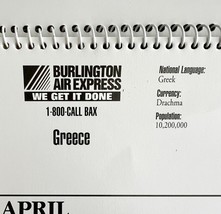 BURLINGTON
AIR EXPRESS
WE GET IT DONE
1-800-CALL BAX
Greece
National Language:
Greek
Currency:
Drachma
Population:
10,200,000
APRIL